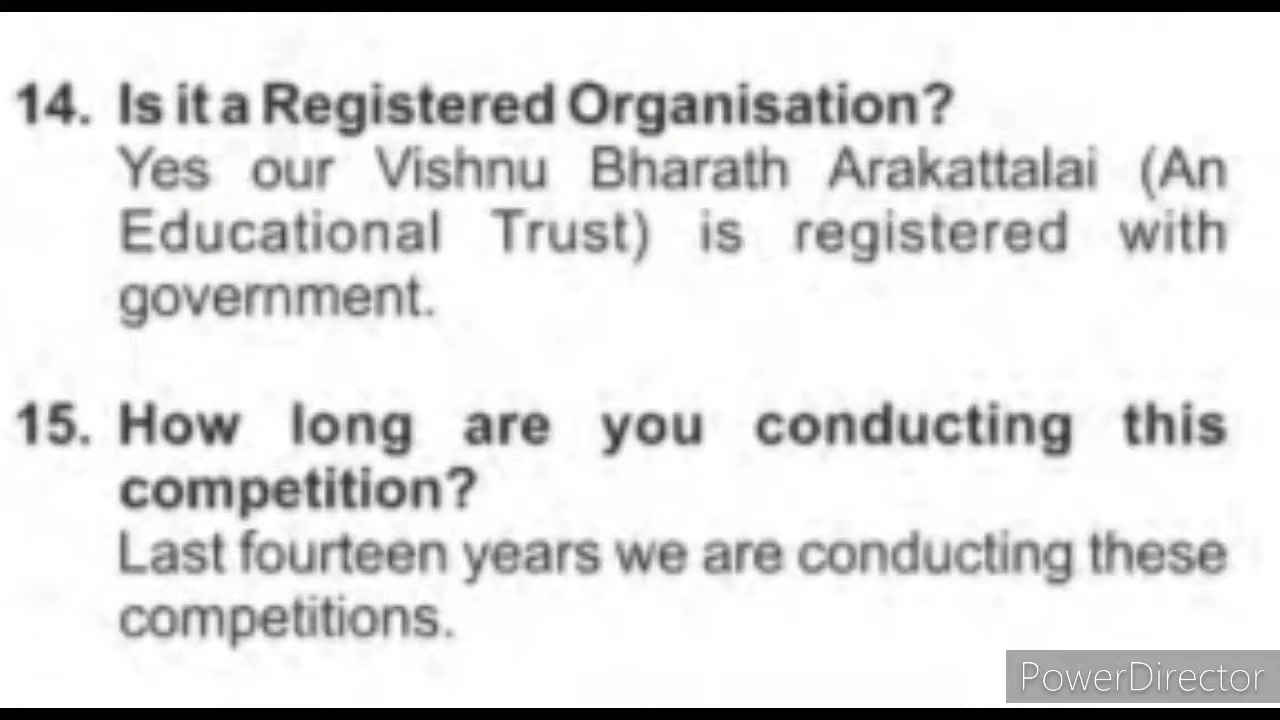 14. Is it a Registered Organisation?
Yes our Vishnu Bharath Arakattalai (An
Educational Trust) is registered with
government.
15. How long are you conducting this
competition?
Last fourteen years we are conducting these
competitions.
PowerDirector